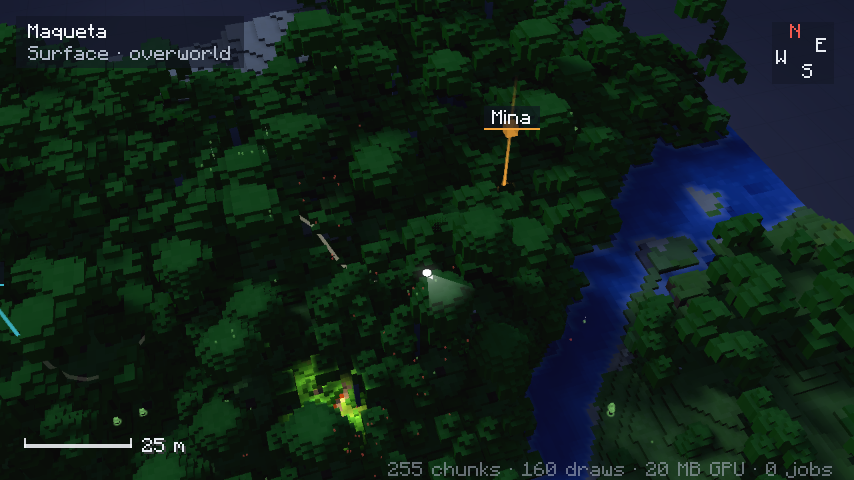 Maqueta
Surface · overworld
N
W E
S
Mina
25 m
255 chunks · 160 draws · 20 MB GPU · 0 jobs